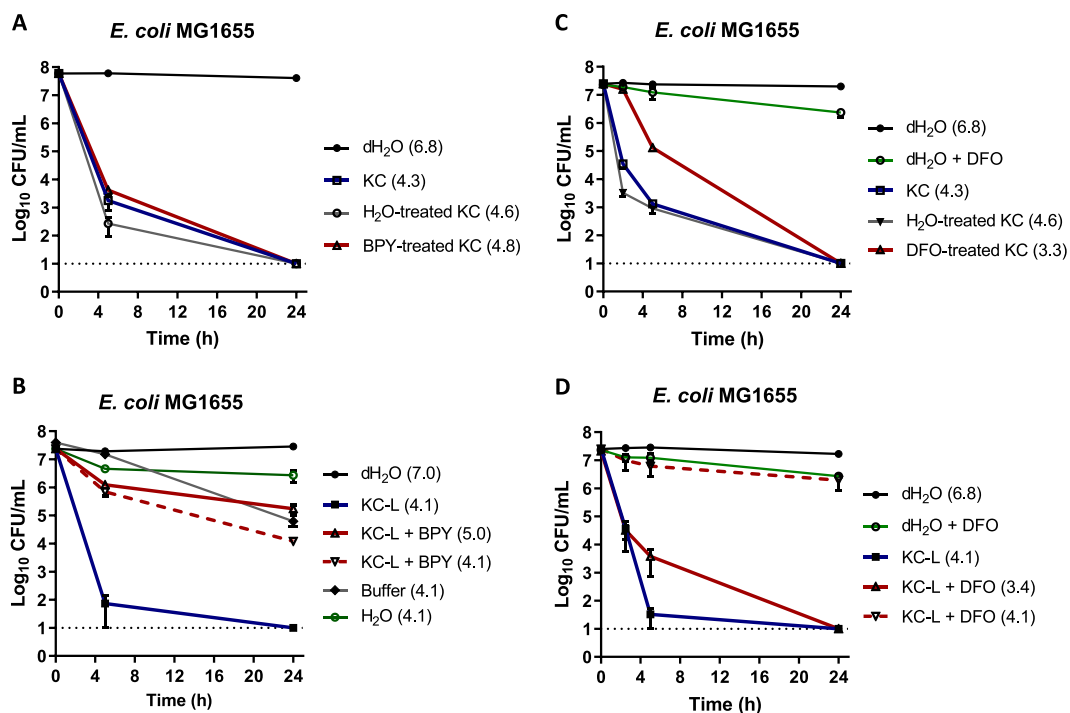 A
E. coli MG1655
Log10 CFU/mL
8
7
6
5
4
3
2
1
0
0 4 8 12 16 20 24
Time (h)
dH2O (6.8)
KC (4.3)
H2O-treated KC (4.6)
BPY-treated KC (4.8)
C
E. coli MG1655
Log10 CFU/mL
8
7
6
5
4
3
2
1
0
0 4 8 12 16 20 24
Time (h)
dH2O (6.8)
dH2O + DFO
KC (4.3)
H2O-treated KC (4.6)
DFO-treated KC (3.3)
B
E. coli MG1655
Log10 CFU/mL
8
7
6
5
4
3
2
1
0
0 4 8 12 16 20 24
Time (h)
dH2O (7.0)
KC-L (4.1)
KC-L + BPY (5.0)
KC-L + BPY (4.1)
Buffer (4.1)
H2O (4.1)
D
E. coli MG1655
Log10 CFU/mL
8
7
6
5
4
3
2
1
0
0 4 8 12 16 20 24
Time (h)
dH2O (6.8)
dH2O + DFO
KC-L (4.1)
KC-L + DFO (3.4)
KC-L + DFO (4.1)